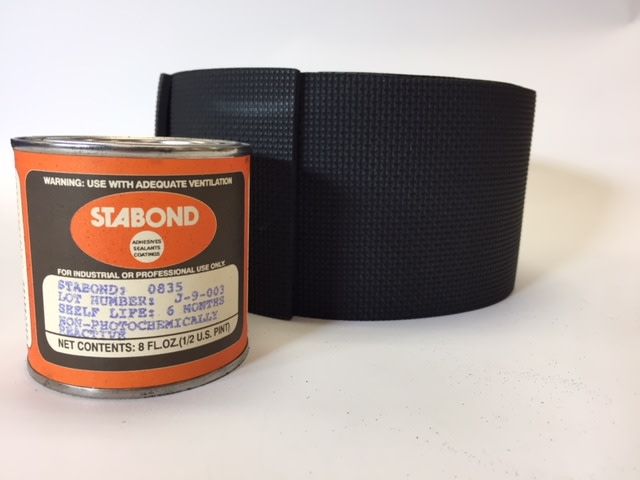 WARNING: USE WITH ADEQUATE VENTILATION
STABOND
ADHESIVES
SEALANTS
COATINGS
FOR INDUSTRIAL OR PROFESSIONAL USE ONLY
STABOND: 0835
LOT NUMBER: J-9-003
SHELF LIFE: 6 MONTHS
NON-PHOTOCHEMICALLY
REACTIVE
NET CONTENTS: 8 FL.OZ.(1/2 U.S. PINT)